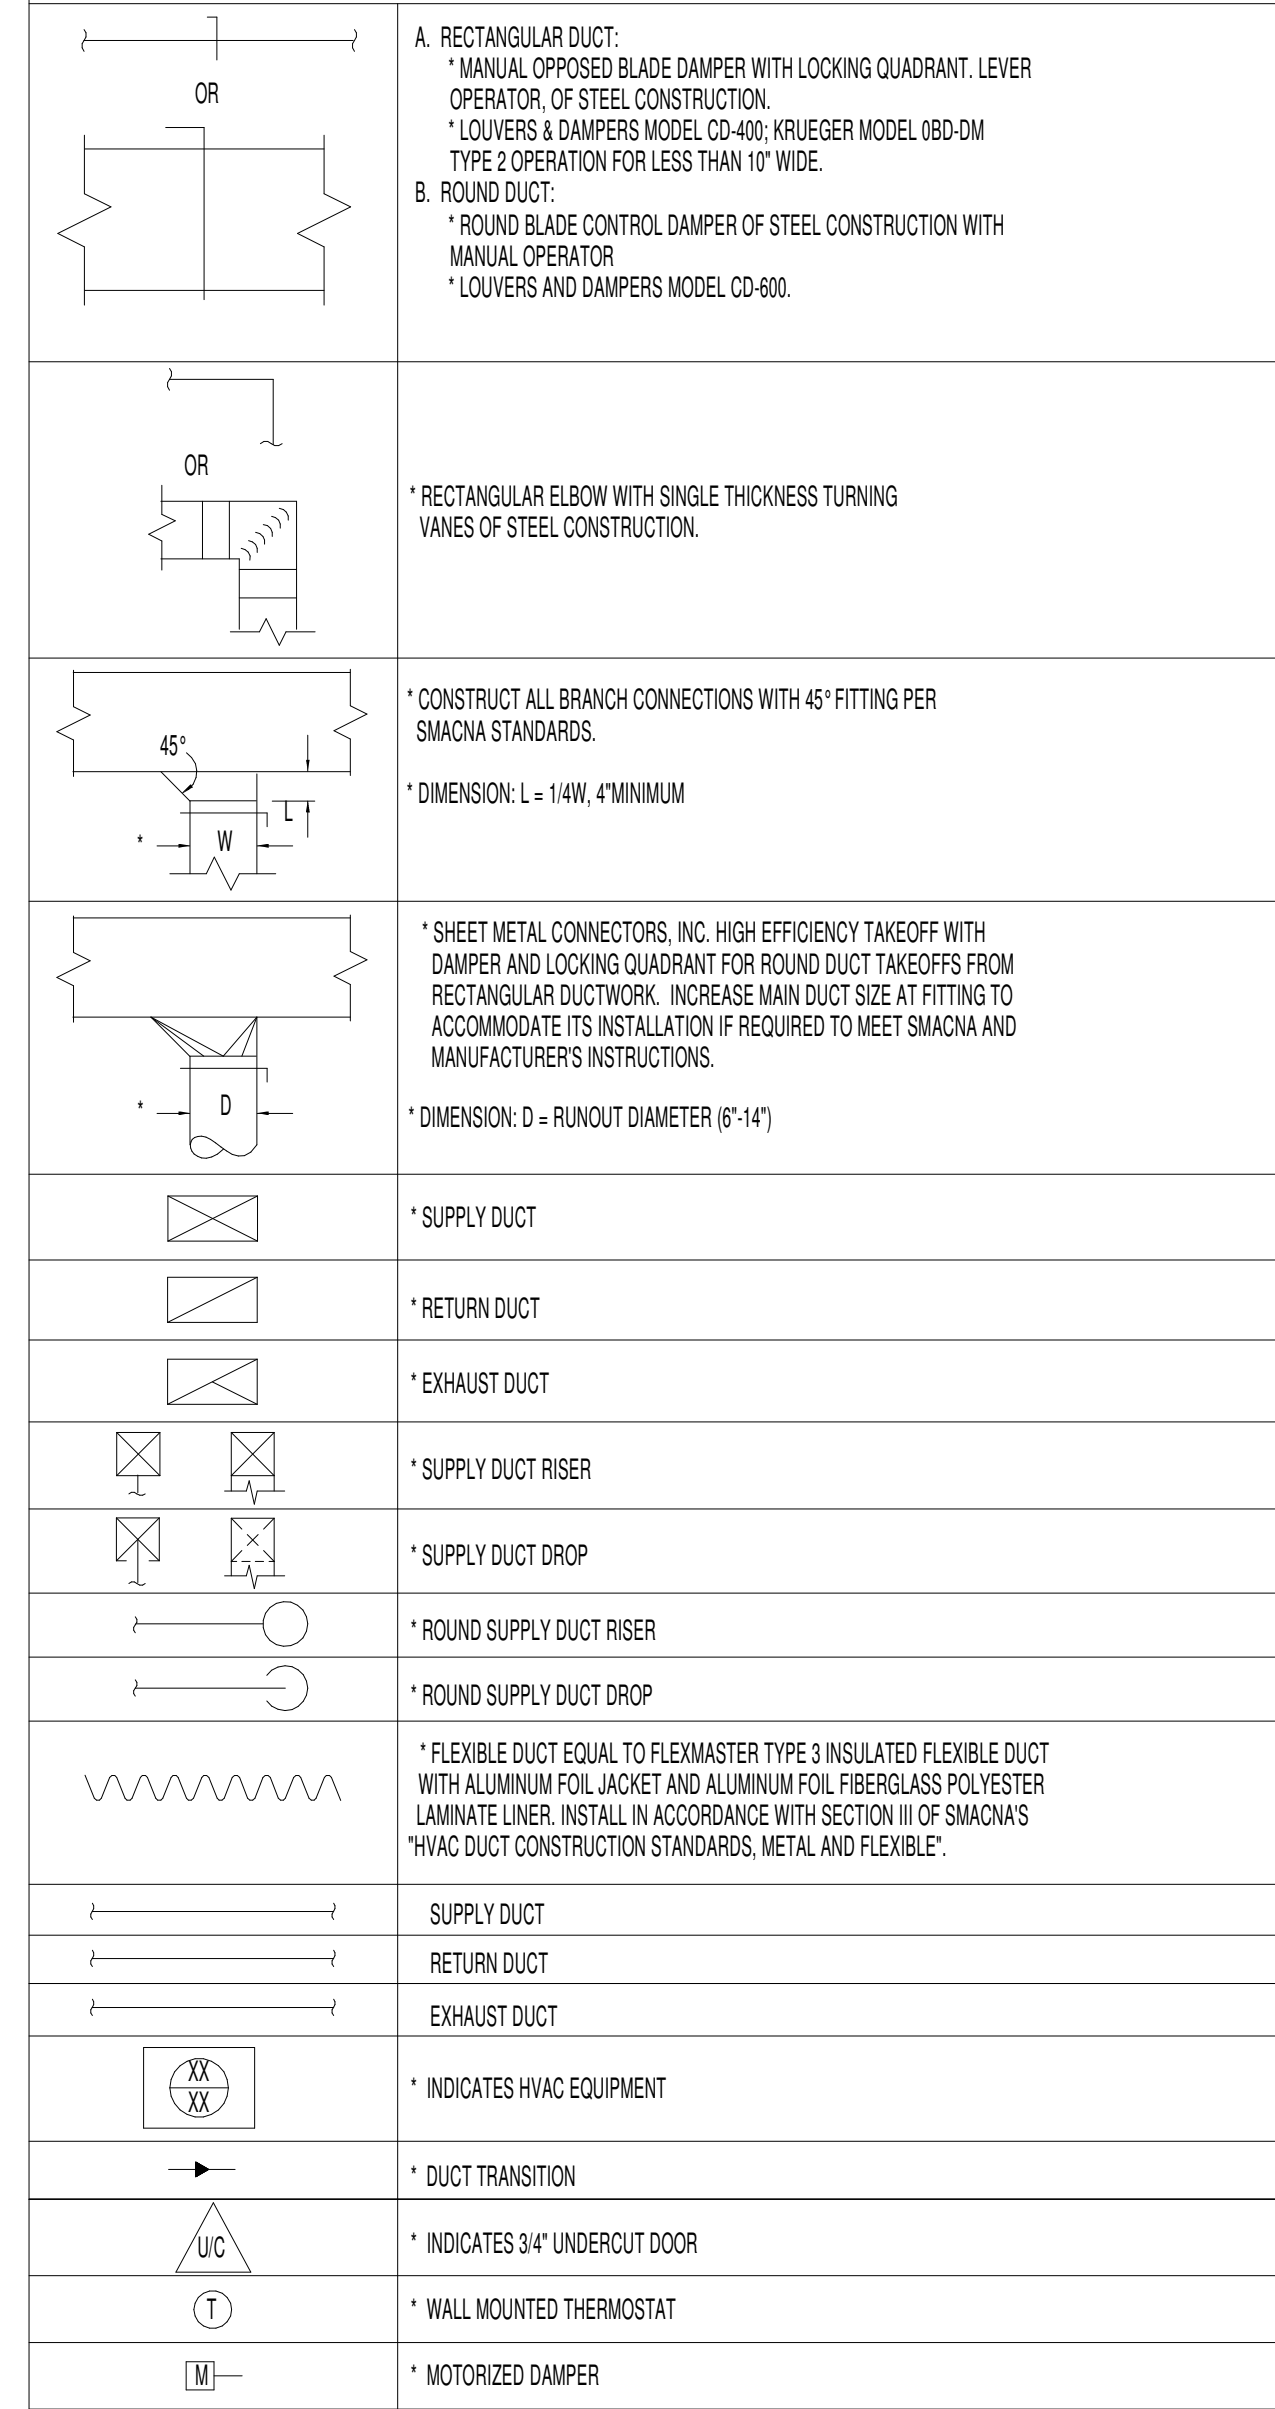 OR
A. RECTANGULAR DUCT:
* MANUAL OPPOSED BLADE DAMPER WITH LOCKING QUADRANT. LEVER
OPERATOR, OF STEEL CONSTRUCTION.
* LOUVERS & DAMPERS MODEL CD-400; KRUEGER MODEL 0BD-DM
TYPE 2 OPERATION FOR LESS THAN 10" WIDE.
B. ROUND DUCT:
* ROUND BLADE CONTROL DAMPER OF STEEL CONSTRUCTION WITH
MANUAL OPERATOR
* LOUVERS AND DAMPERS MODEL CD-600.
OR
* RECTANGULAR ELBOW WITH SINGLE THICKNESS TURNING
VANES OF STEEL CONSTRUCTION.
45°
L
* W
* CONSTRUCT ALL BRANCH CONNECTIONS WITH 45° FITTING PER
SMACNA STANDARDS.
* DIMENSION: L = 1/4W, 4"MINIMUM
* D
* SHEET METAL CONNECTORS, INC. HIGH EFFICIENCY TAKEOFF WITH
DAMPER AND LOCKING QUADRANT FOR ROUND DUCT TAKEOFFS FROM
RECTANGULAR DUCTWORK. INCREASE MAIN DUCT SIZE AT FITTING TO
ACCOMMODATE ITS INSTALLATION IF REQUIRED TO MEET SMACNA AND
MANUFACTURER'S INSTRUCTIONS.
* DIMENSION: D = RUNOUT DIAMETER (6"-14")
* SUPPLY DUCT
* RETURN DUCT
* EXHAUST DUCT
* SUPPLY DUCT RISER
* SUPPLY DUCT DROP
* ROUND SUPPLY DUCT RISER
* ROUND SUPPLY DUCT DROP
* FLEXIBLE DUCT EQUAL TO FLEXMASTER TYPE 3 INSULATED FLEXIBLE DUCT
WITH ALUMINUM FOIL JACKET AND ALUMINUM FOIL FIBERGLASS POLYESTER
LAMINATE LINER. INSTALL IN ACCORDANCE WITH SECTION III OF SMACNA'S
"HVAC DUCT CONSTRUCTION STANDARDS, METAL AND FLEXIBLE".
SUPPLY DUCT
RETURN DUCT
EXHAUST DUCT
XX
XX
* INDICATES HVAC EQUIPMENT
* DUCT TRANSITION
U/C
* INDICATES 3/4" UNDERCUT DOOR
T
* WALL MOUNTED THERMOSTAT
M
* MOTORIZED DAMPER